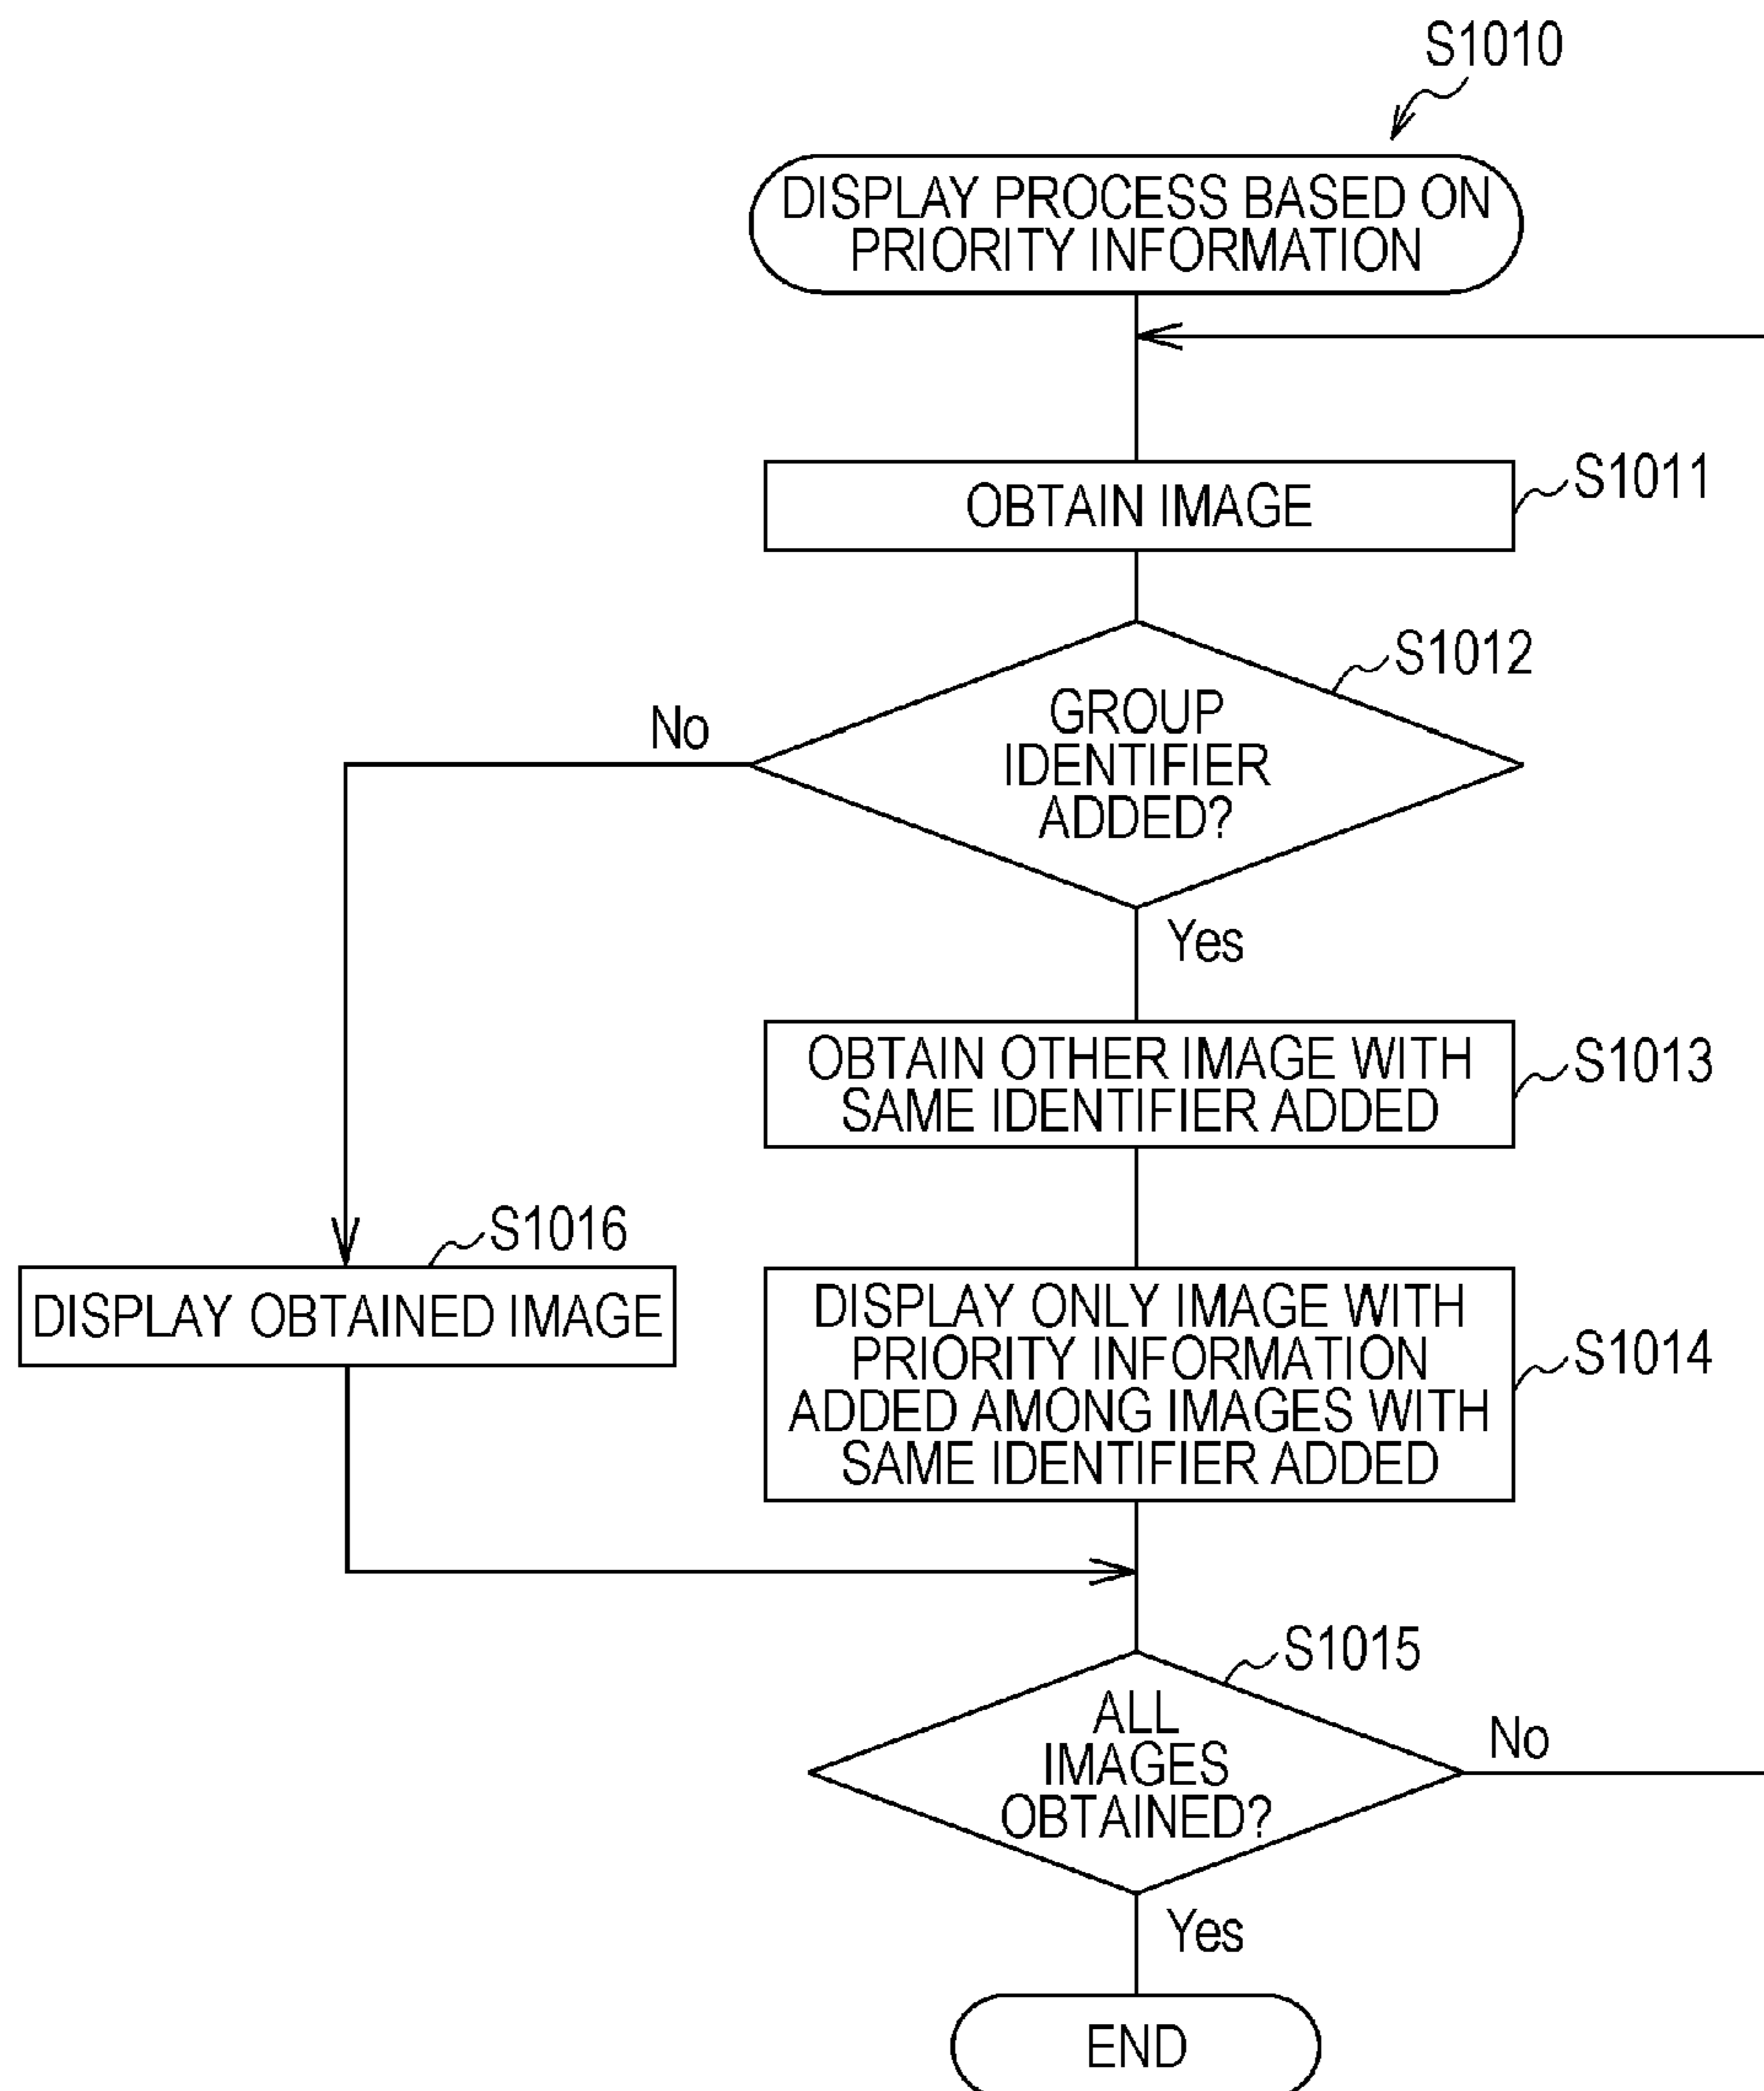 S1010
DISPLAY PROCESS BASED ON
PRIORITY INFORMATION
OBTAIN IMAGE
S1011
S1012
GROUP
IDENTIFIER
ADDED?
No
Yes
OBTAIN OTHER IMAGE WITH
SAME IDENTIFIER ADDED
S1013
S1016
DISPLAY OBTAINED IMAGE
DISPLAY ONLY IMAGE WITH
PRIORITY INFORMATION
ADDED AMONG IMAGES WITH
SAME IDENTIFIER ADDED
S1014
S1015
ALL
IMAGES
OBTAINED?
No
Yes
END